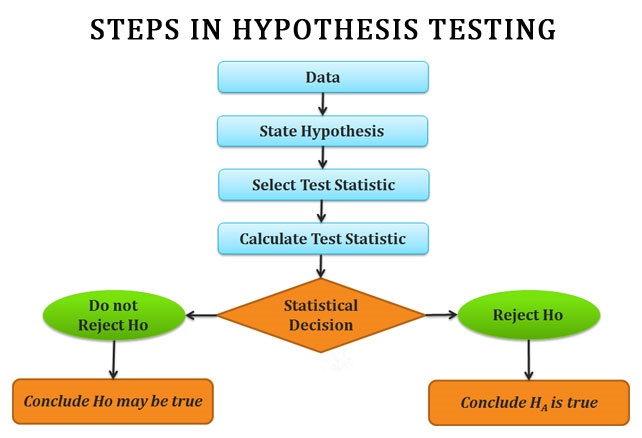 STEPS IN HYPOTHESIS TESTING
Data
State Hypothesis
Select Test Statistic
Calculate Test Statistic
Statistical
Decision
Do not
Reject Ho
Reject Ho
Conclude Ho may be true
Conclude HA is true